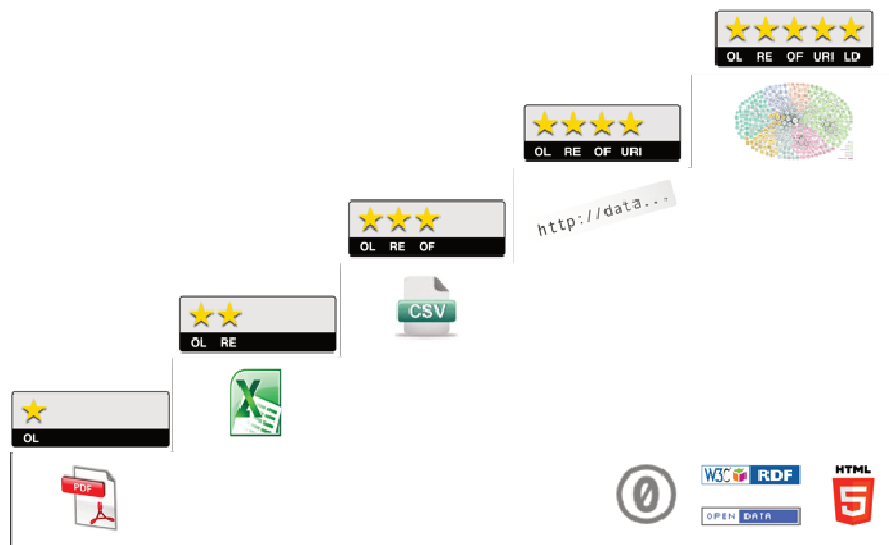 OL RE OF URI LD
OL RE OF URI
http://data...
OL RE OF
CSV
OL RE
X
OL
PDF
0
W3C RDF
OPEN DATA
HTML
5